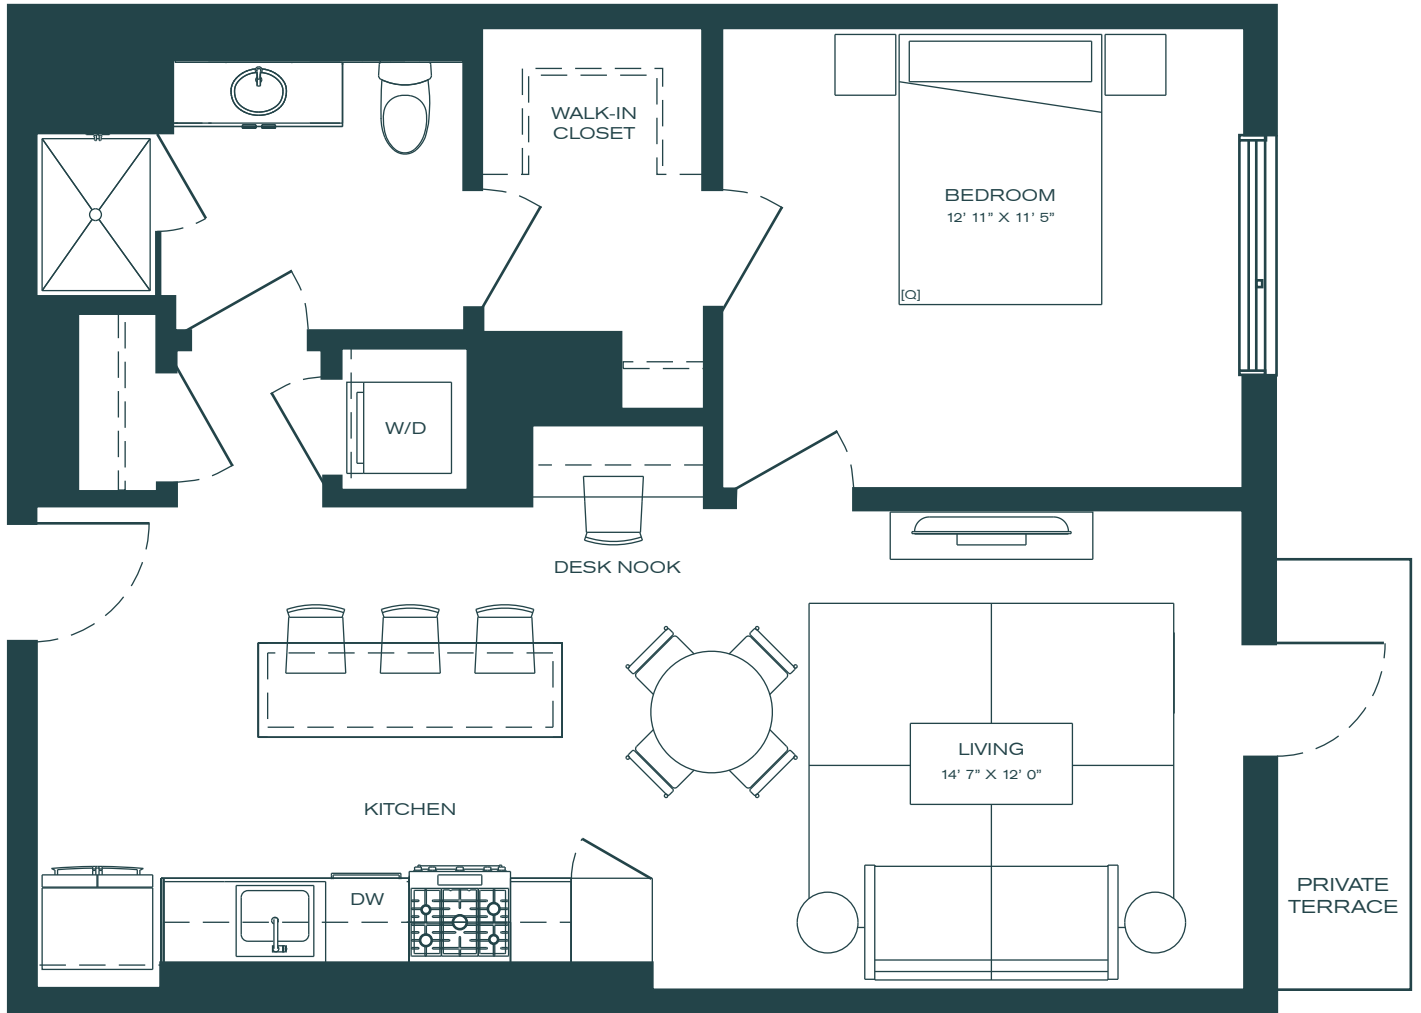 WALK-IN
CLOSET
BEDROOM
12' 11" X 11' 5"
[Q]
W/D
DESK NOOK
LIVING
14' 7" X 12' 0"
KITCHEN
DW
PRIVATE
TERRACE